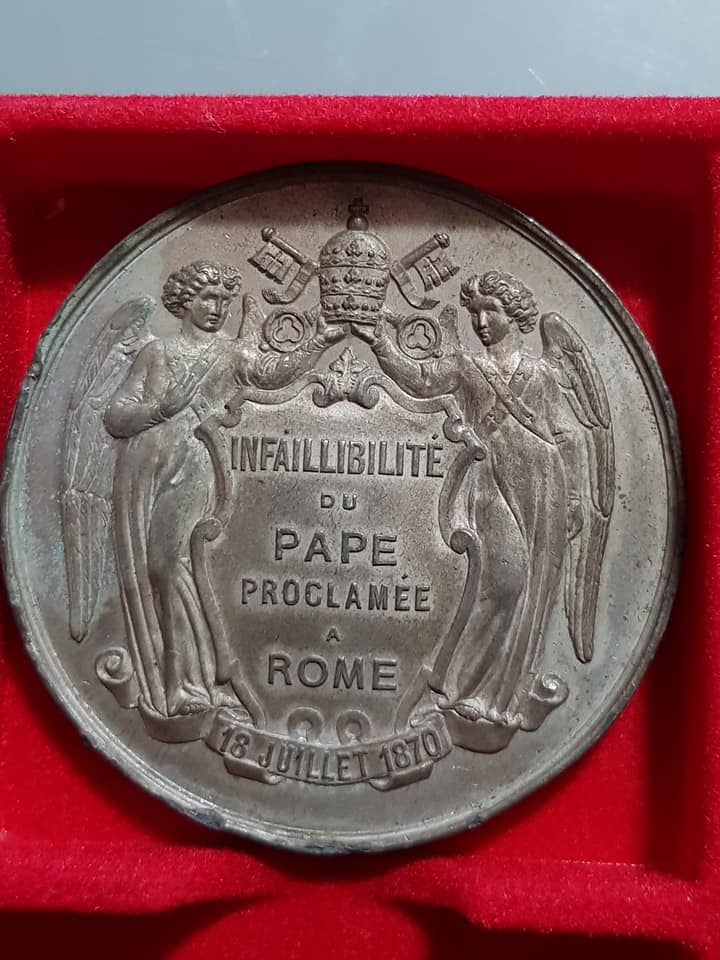 INFAILLIBILITÉ
DU
PAPE
PROCLAMÉE
A
ROME
18 JUILLET 1870